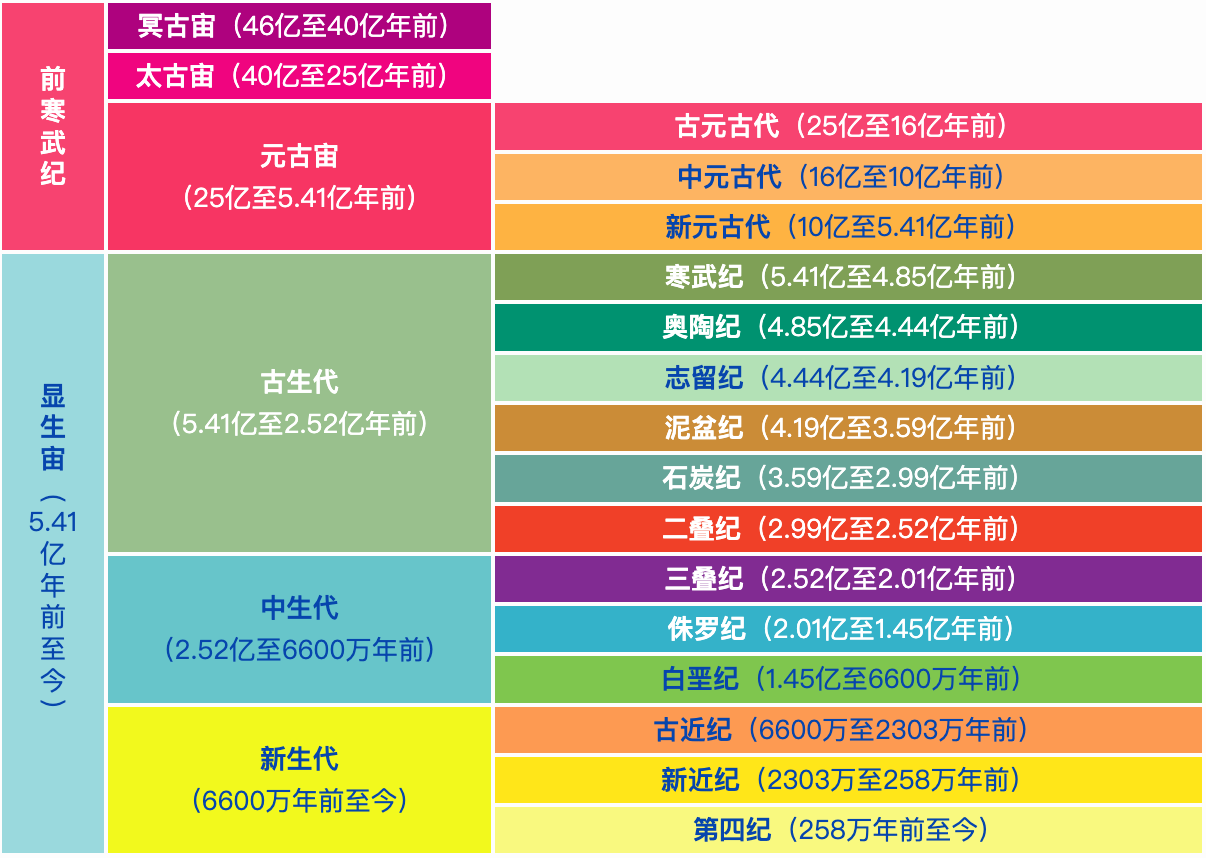 前寒武纪
冥古宙（46亿至40亿年前）
太古宙（40亿至25亿年前）
元古宙
（25亿至5.41亿年前）
古元古代（25亿至16亿年前）
中元古代（16亿至10亿年前）
新元古代（10亿至5.41亿年前）
显生宙（5.41亿年前至今）
古生代
（5.41亿至2.52亿年前）
寒武纪（5.41亿至4.85亿年前）
奥陶纪（4.85亿至4.44亿年前）
志留纪（4.44亿至4.19亿年前）
泥盆纪（4.19亿至3.59亿年前）
石炭纪（3.59亿至2.99亿年前）
二叠纪（2.99亿至2.52亿年前）
中生代
（2.52亿至6600万年前）
三叠纪（2.52亿至2.01亿年前）
侏罗纪（2.01亿至1.45亿年前）
白垩纪（1.45亿至6600万年前）
新生代
（6600万年前至今）
古近纪（6600万至2303万年前）
新近纪（2303万至258万年前）
第四纪（258万年前至今）